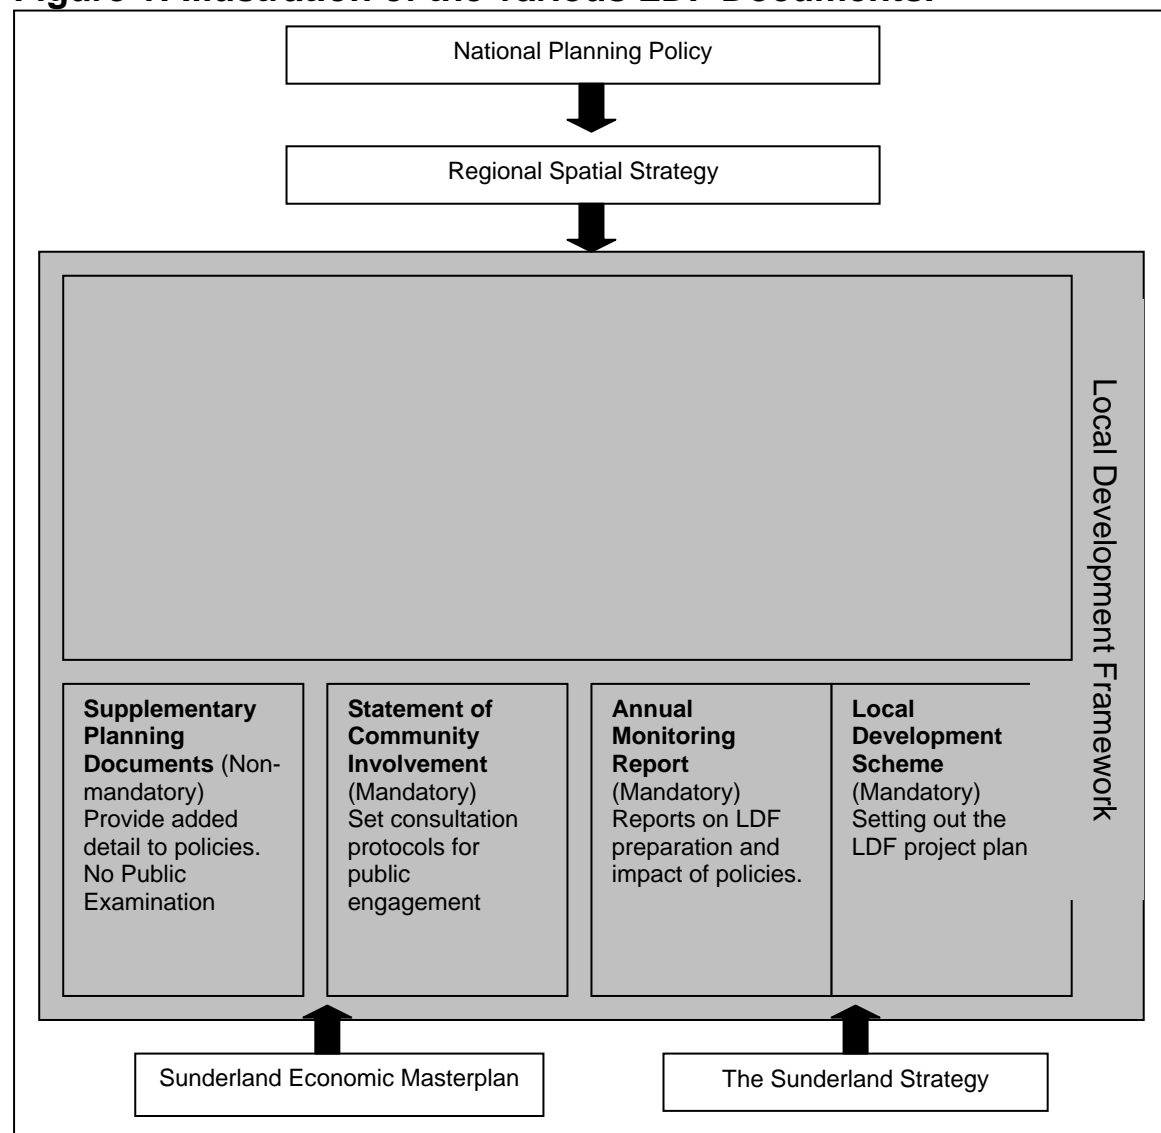 Figure 1: Illustration of the various LDF Documents.
National Planning Policy
Regional Spatial Strategy
Local Development Framework
Supplementary
Planning
Documents (Non-
mandatory)
Provide added
detail to policies.
No Public
Examination
Statement of
Community
Involvement
(Mandatory)
Set consultation
protocols for
public
engagement
Annual
Monitoring
Report
(Mandatory)
Reports on LDF
preparation and
impact of policies.
Local
Development
Scheme
(Mandatory)
Setting out the
LDF project plan
Sunderland Economic Masterplan
The Sunderland Strategy